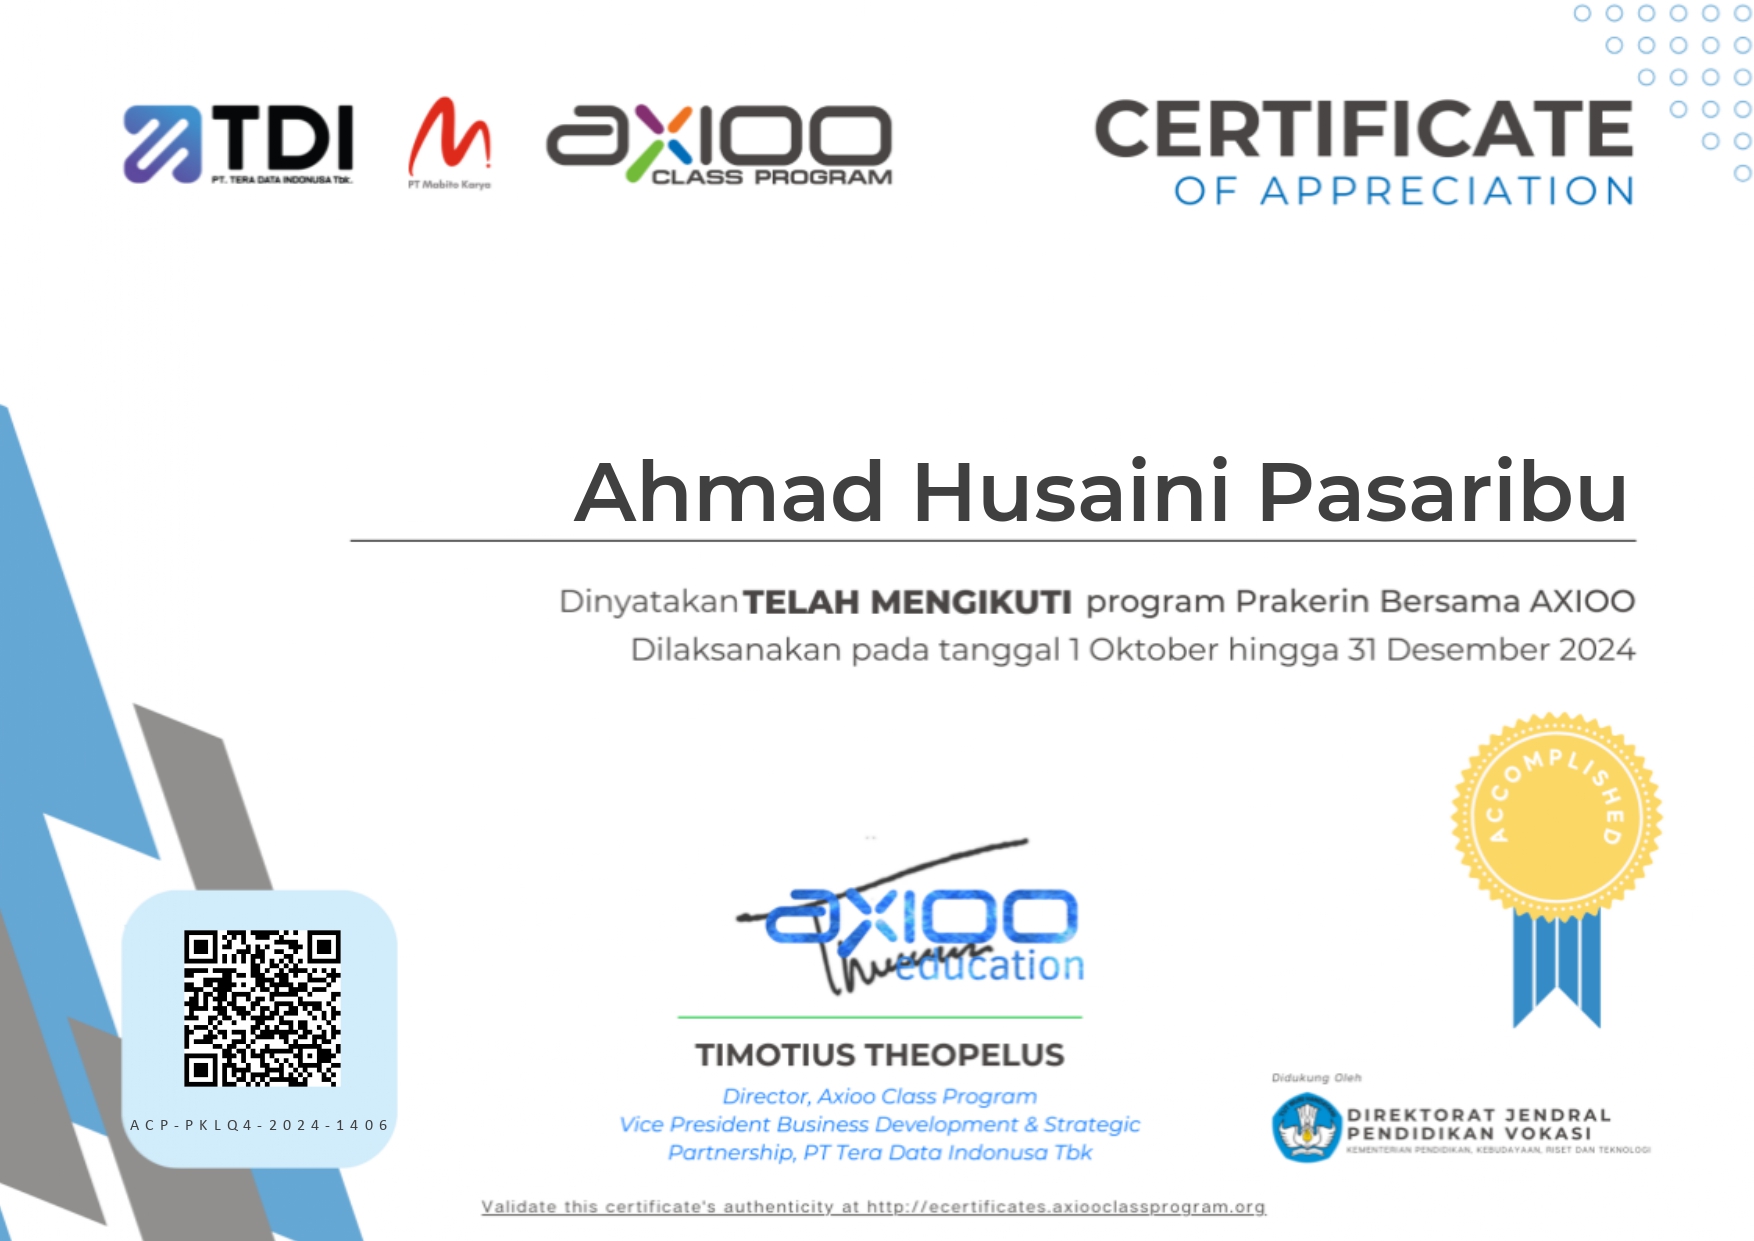 TDI
PT. TERA DATA INDONUSA Tbk.
PT Mabito Karya
axioo
CLASS PROGRAM
CERTIFICATE
OF APPRECIATION
Ahmad Husaini Pasaribu
Dinyatakan TELAH MENGIKUTI program Prakerin Bersama AXIOO
Dilaksanakan pada tanggal 1 Oktober hingga 31 Desember 2024
ACCOMPLISHED
axioo
education
TIMOTIUS THEOPELUS
Director, Axioo Class Program
Vice President Business Development & Strategic
Partnership, PT Tera Data Indonusa Tbk
ACP-PKLQ4-2024-1406
Didukung Oleh
DIREKTORAT JENDRAL
PENDIDIKAN VOKASI
KEMENTERIAN PENDIDIKAN, KEBUDAYAAN, RISET DAN TEKNOLOGI
Validate this certificate's authenticity at http://ecertificates.axiooclassprogram.org